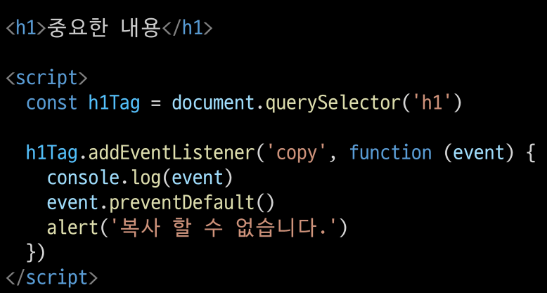 <h1>중요한 내용</h1>
<script>
const h1Tag = document.querySelector('h1')
h1Tag.addEventListener('copy', function (event) {
console.log(event)
event.preventDefault()
alert('복사 할 수 없습니다.')
})
</script>